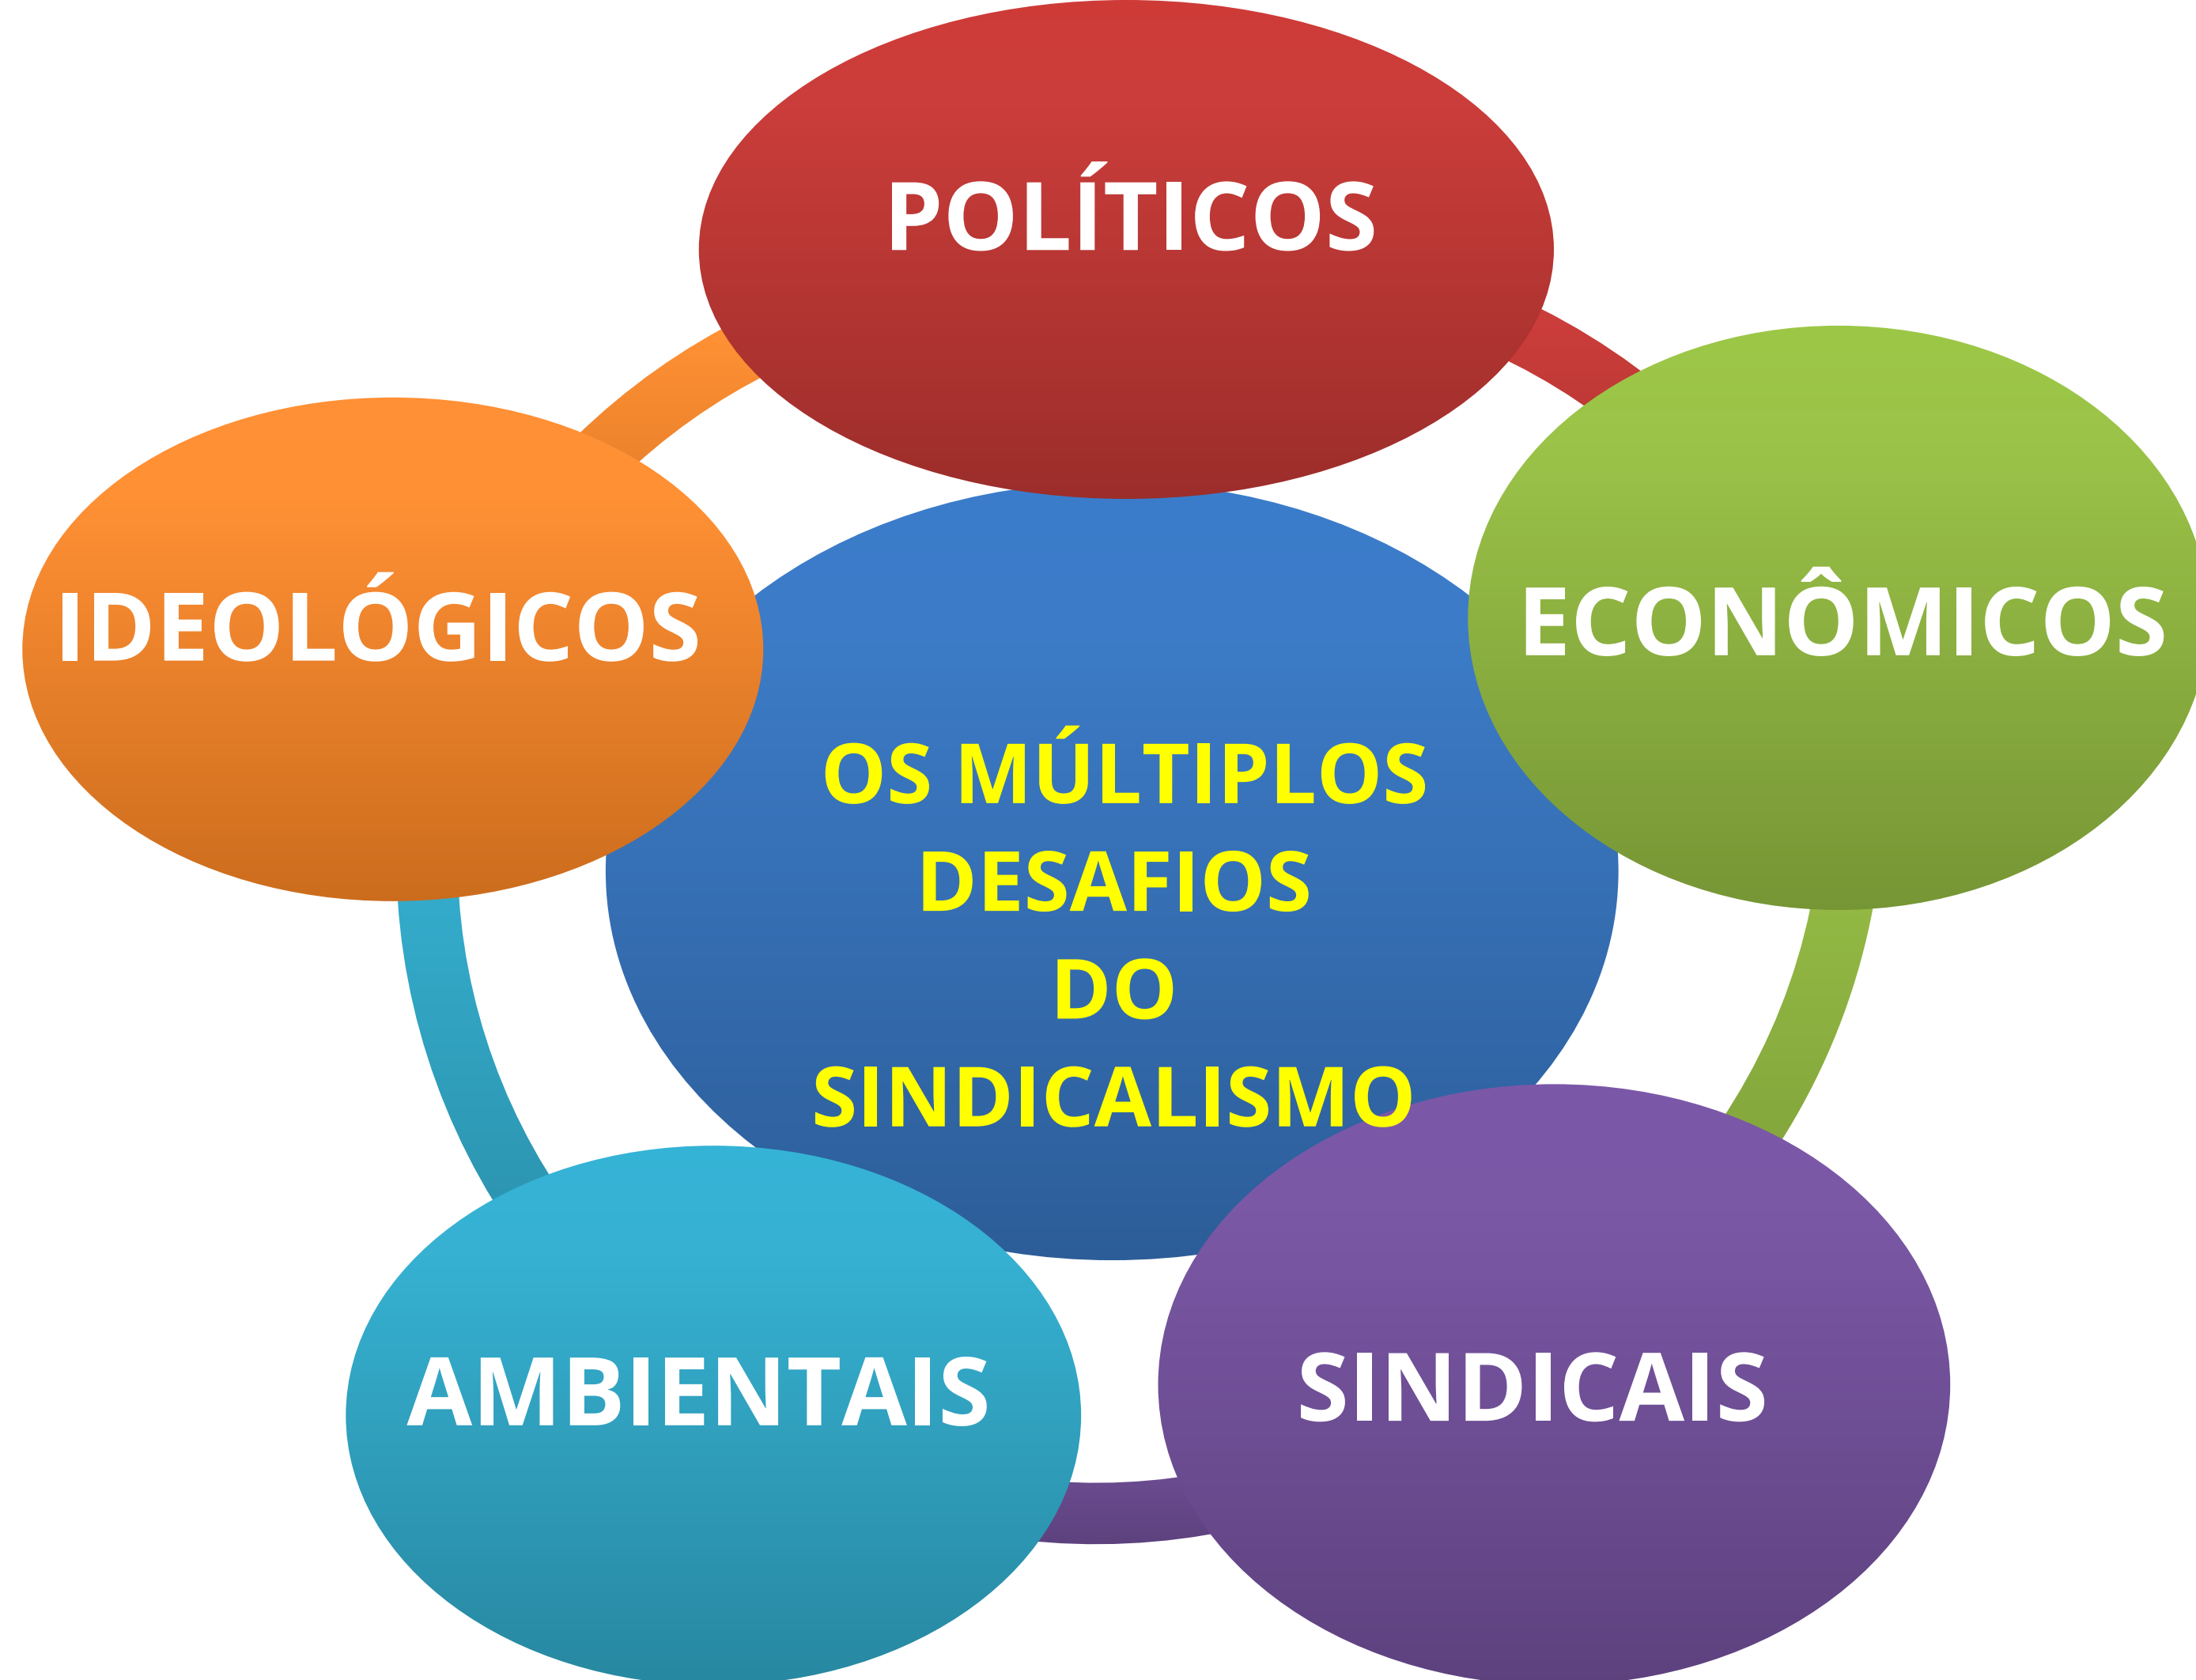 POLÍTICOS
IDEOLÓGICOS
ECONÔMICOS
OS MÚLTIPLOS
DESAFIOS
DO
SINDICALISMO
AMBIENTAIS
SINDICAIS